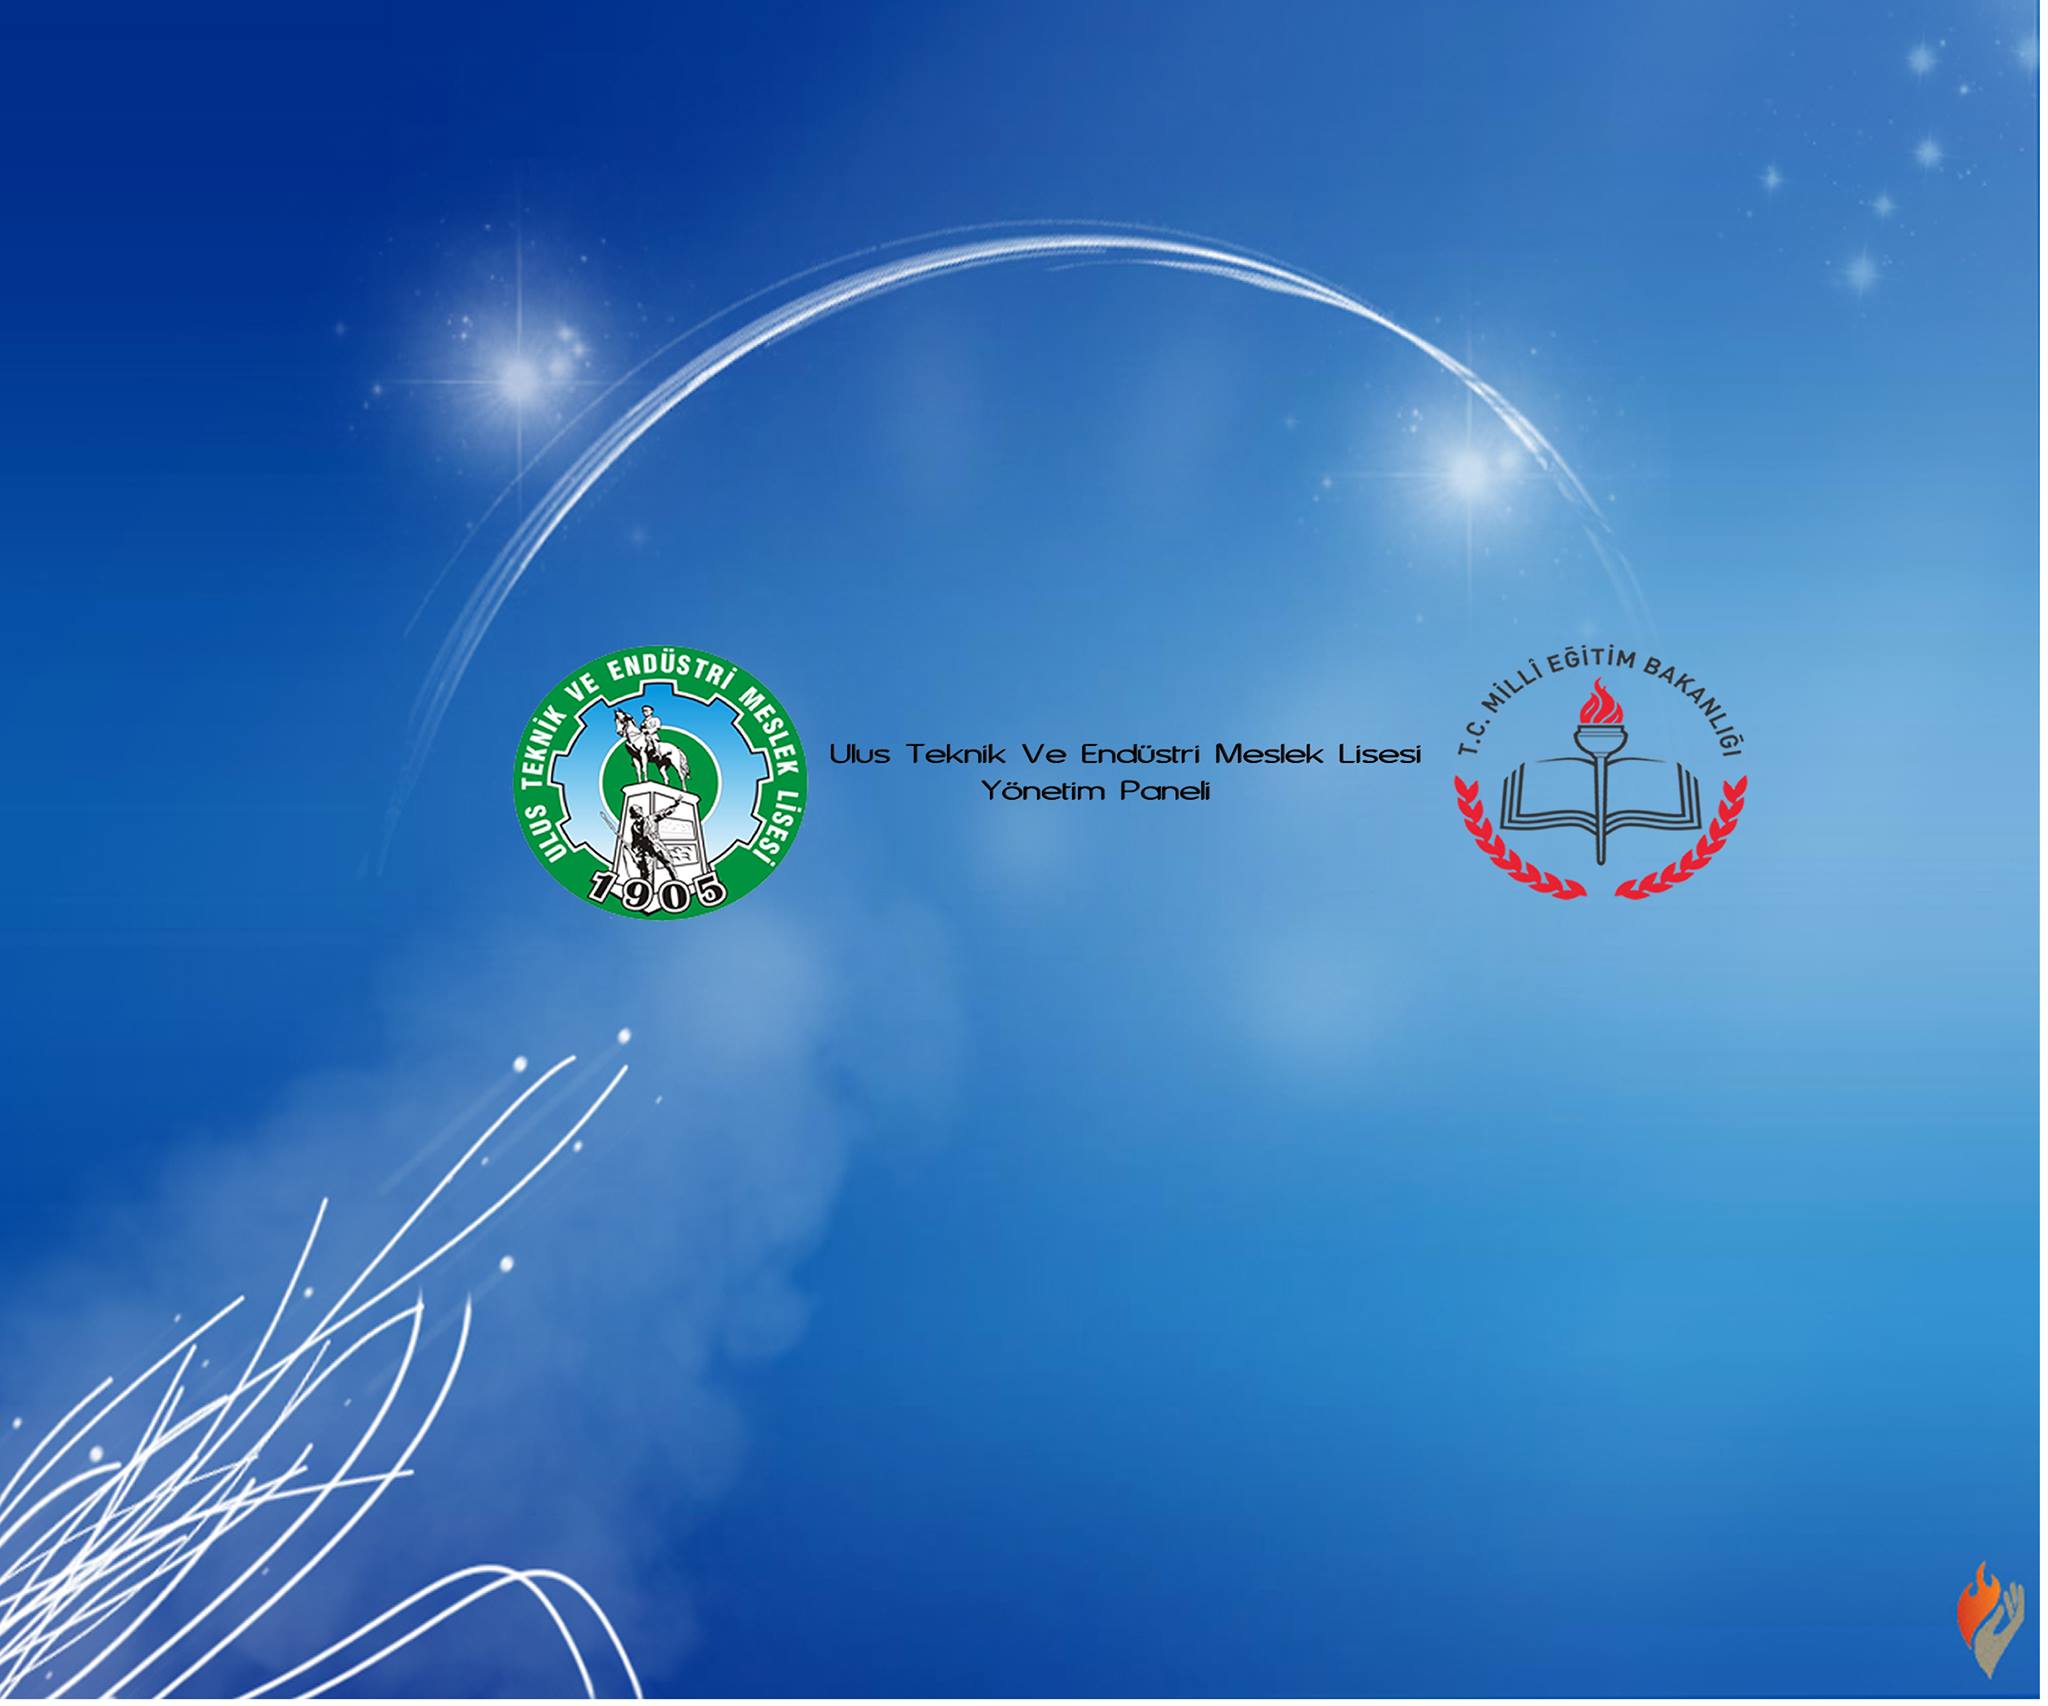 ULUS TEKNİK VE ENDÜSTRİ MESLEK LİSESİ
1905
Ulus Teknik Ve Endüstri Meslek Lisesi
Yönetim Paneli
T.C. MİLLÎ EĞİTİM BAKANLIĞI